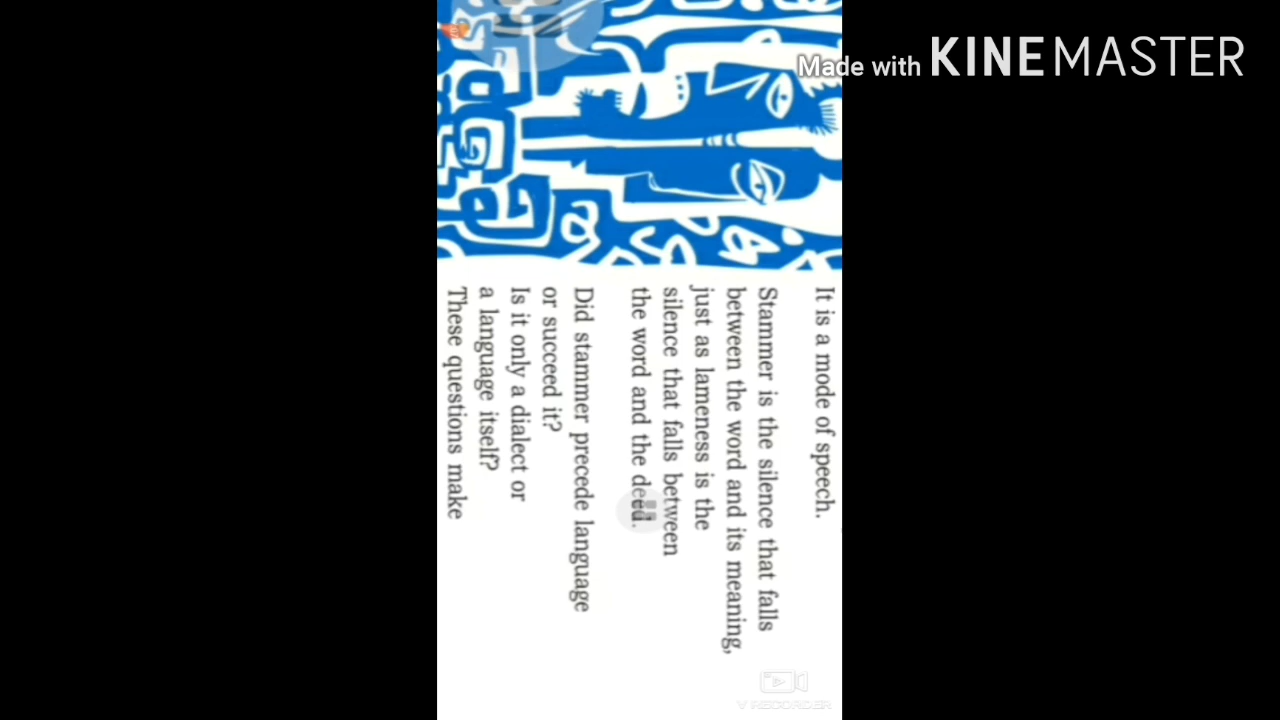 Made with KINEMASTER
It is a mode of speech.
Stammer is the silence that falls
between the word and its meaning,
just as lameness is the
silence that falls between
the word and the deed.
Did stammer precede language
or succeed it?
Is it only a dialect or
a language itself?
These questions make
V RECORDER